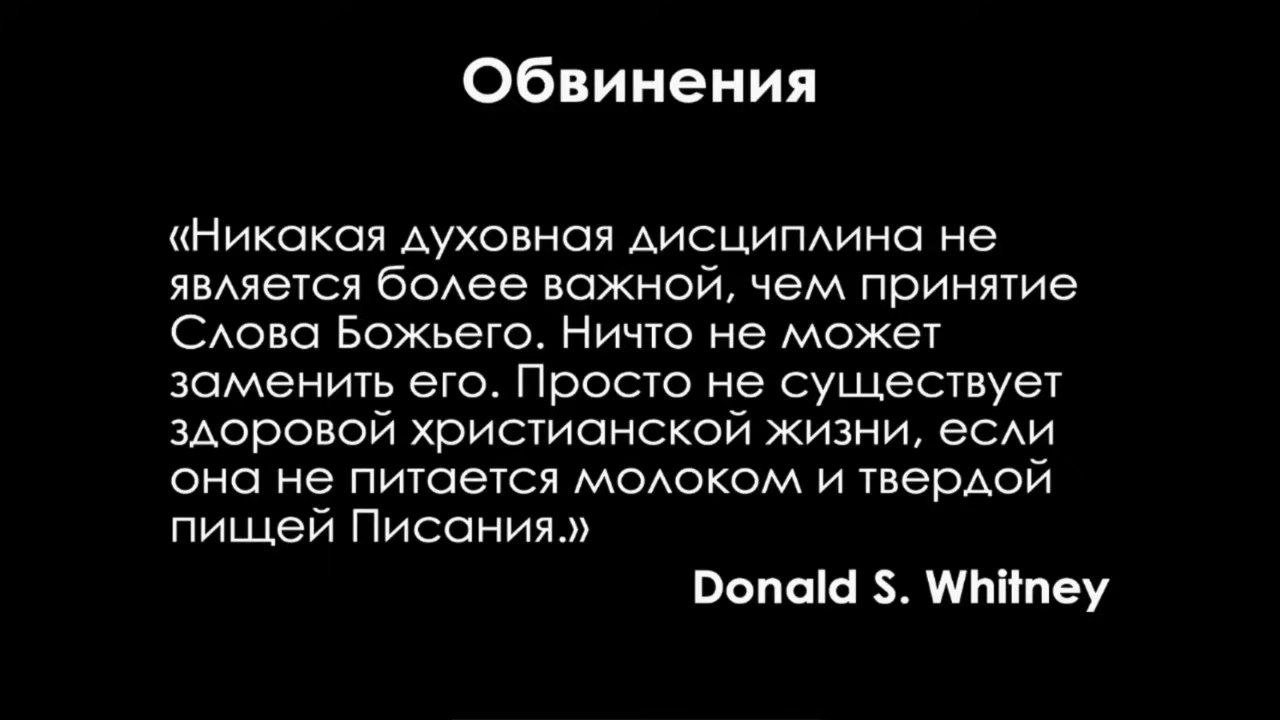 Обвинения
«Никакая духовная дисциплина не
является более важной, чем принятие
Слова Божьего. Ничто не может
заменить его. Просто не существует
здоровой христианской жизни, если
она не питается молоком и твердой
пищей Писания.»
Donald S. Whitney